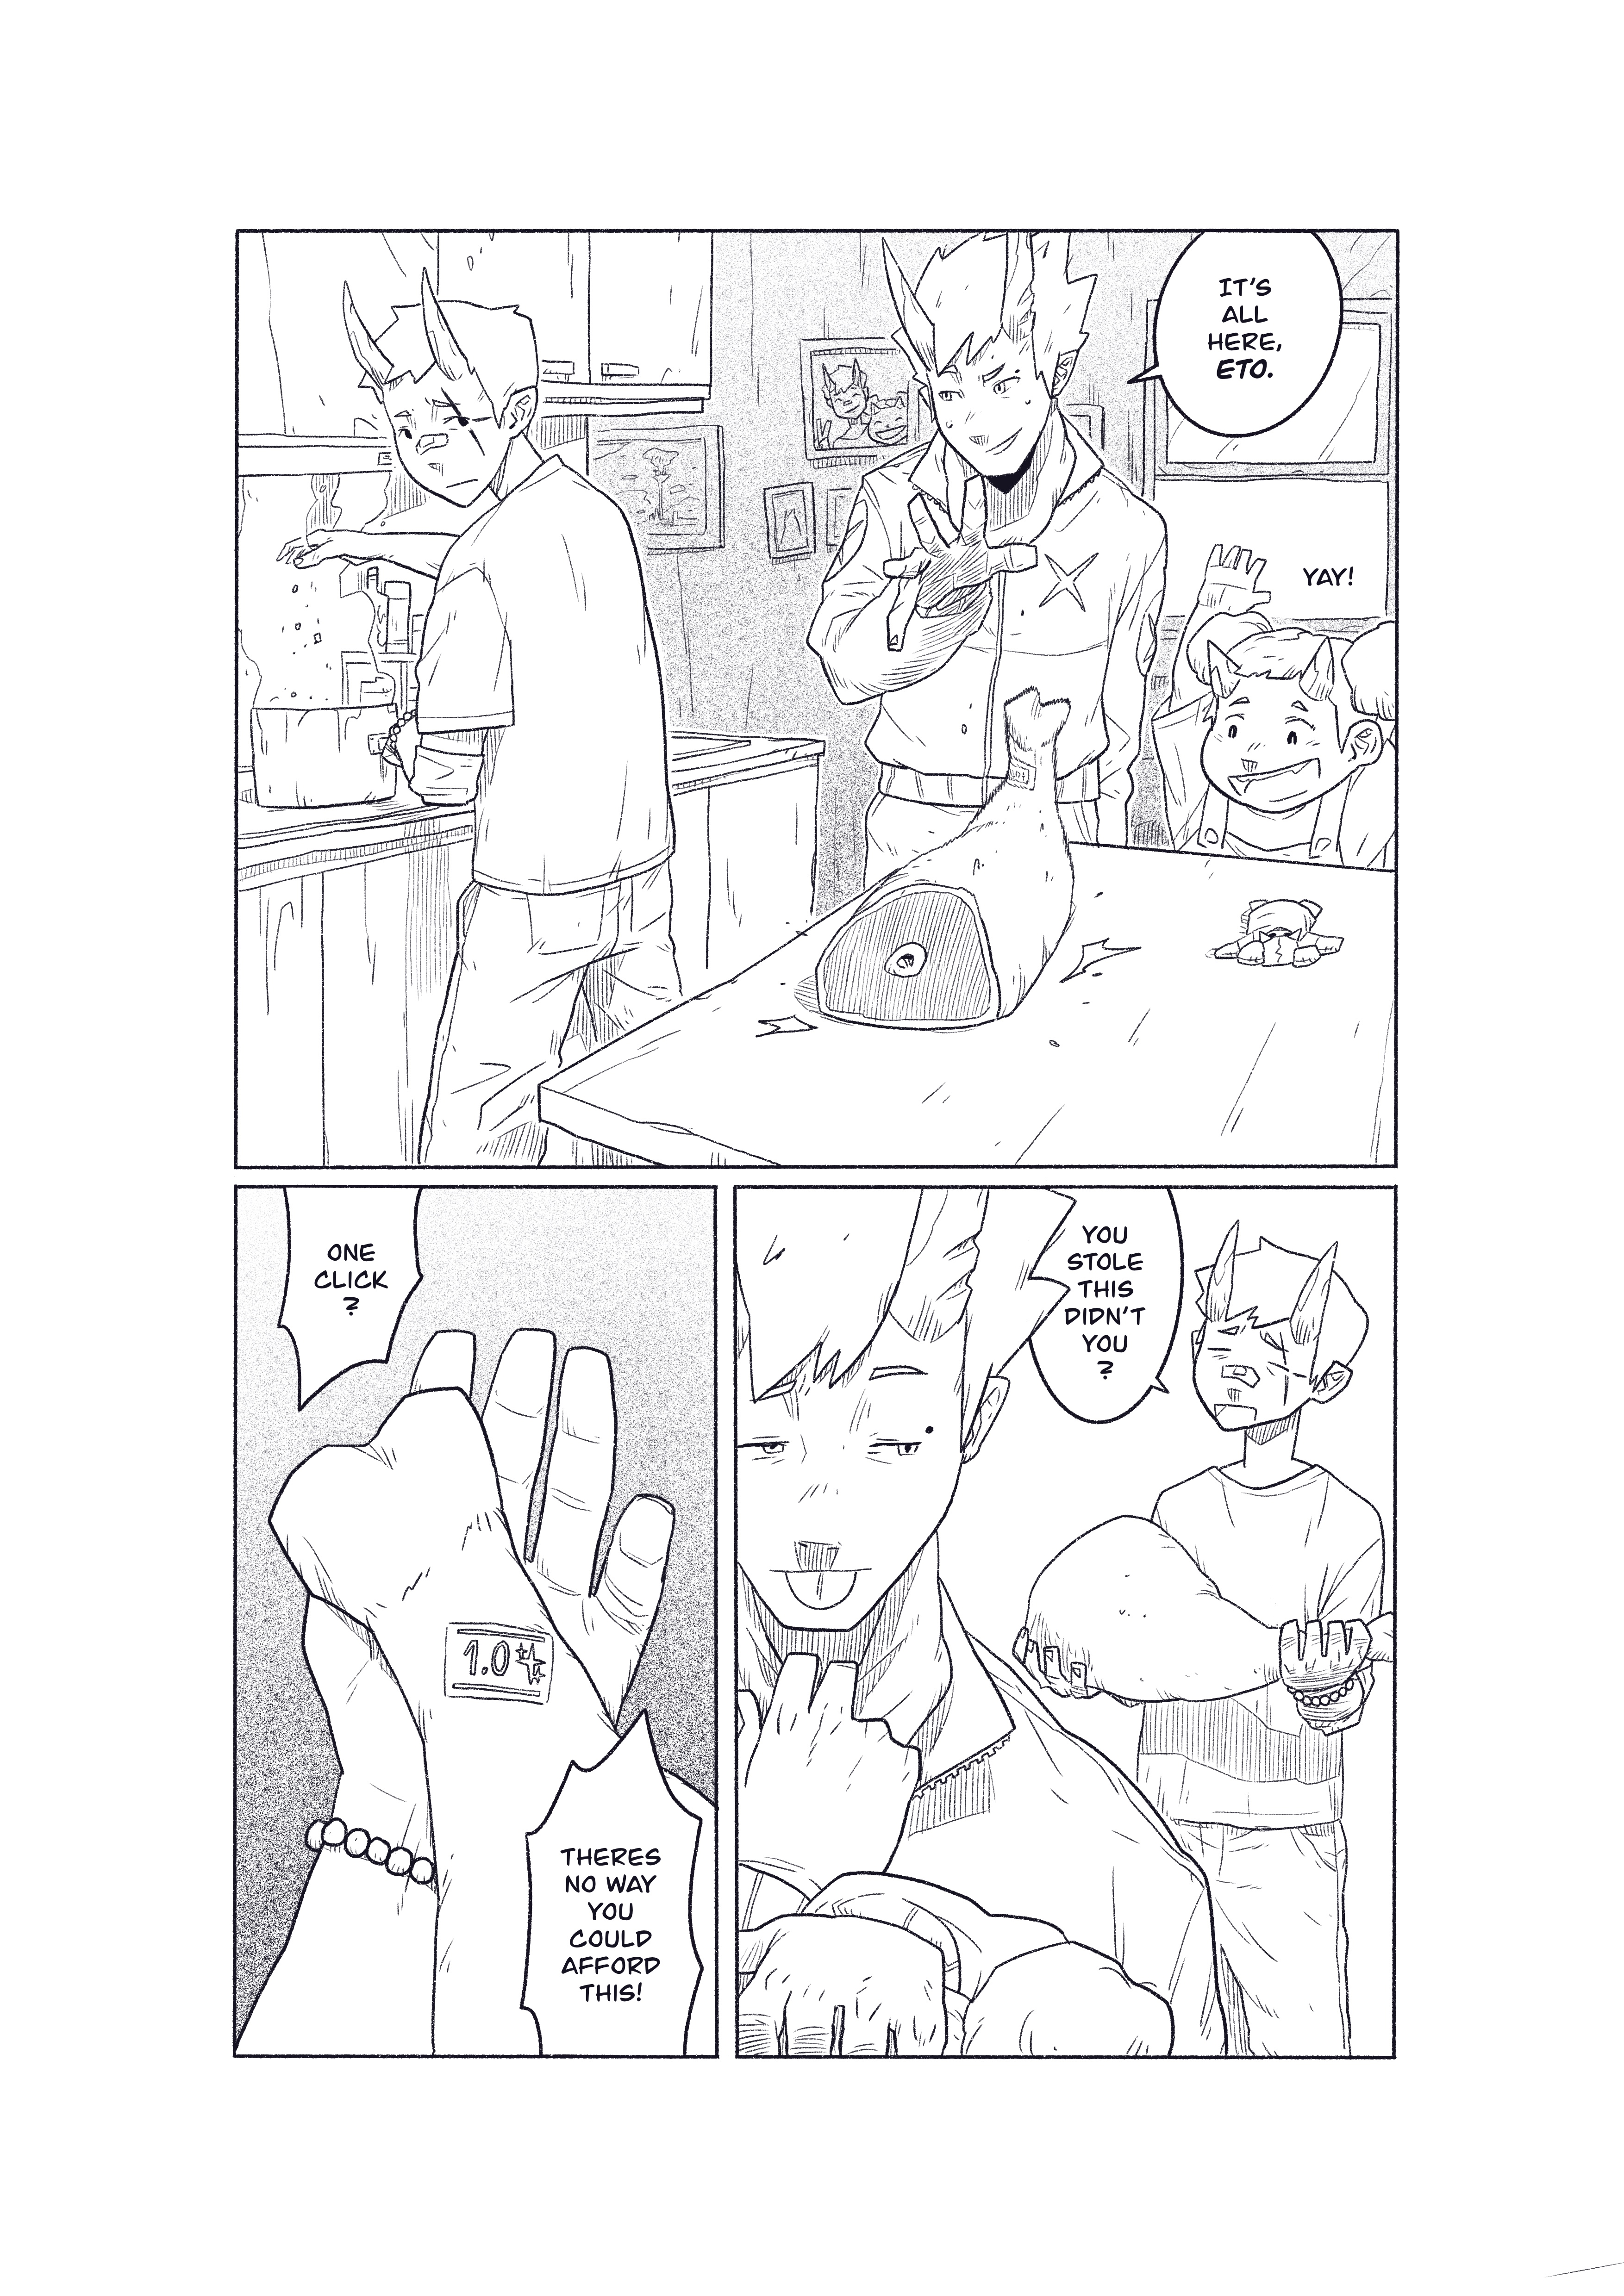 IT'S
ALL
HERE,
ETO.
YAY!
ONE
CLICK
?
1.0
THERES
NO WAY
YOU
COULD
AFFORD
THIS!
YOU
STOLE
THIS
DIDN'T
YOU
?